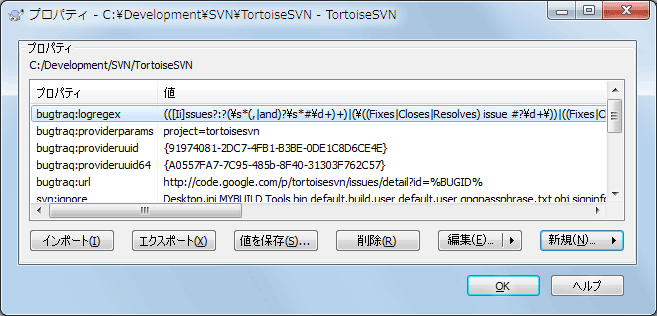 プロパティ - C:¥Development¥SVN¥TortoiseSVN - TortoiseSVN
プロパティ
C:/Development/SVN/TortoiseSVN
プロパティ 値
bugtraq:logregex (([Ii]ssues?:?(¥s*(,|and)?¥s*#¥d+)+)|(¥((Fixes|Closes|Resolves) issue #?¥d+¥))|((Fixes|Clos
bugtraq:providerparams project=tortoisesvn
bugtraq:provideruuid {91974081-2DC7-4FB1-B3BE-0DE1C8D6CE4E}
bugtraq:provideruuid64 {A0557FA7-7C95-485b-8F40-31303F762C57}
bugtraq:url http://code.google.com/p/tortoisesvn/issues/detail?id=%BUGID%
svn:ignore Desktop.ini MYBUILD Tools bin default.build.user default.user gpgpassphrase.txt obj signinfo
インポート(I) エクスポート(X) 値を保存(S)... 削除(R) 編集(E)... 新規(N)...
OK ヘルプ